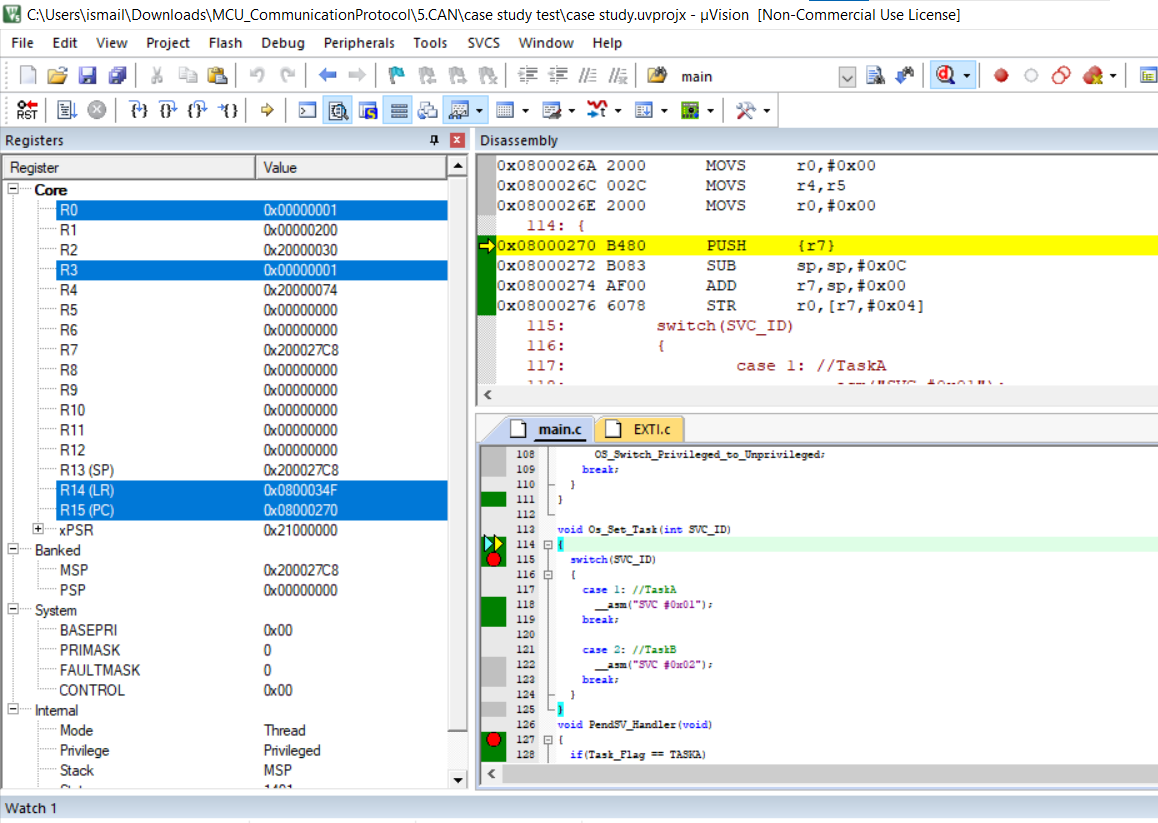 C:\Users\ismail\Downloads\MCU_CommunicationProtocol\5.CAN\case study test\case study.uvprojx - µVision [Non-Commercial Use License]
File Edit View Project Flash Debug Peripherals Tools SVCS Window Help
main
RST
Registers
Register Value
Core
R0 0x00000001
R1 0x00000200
R2 0x20000030
R3 0x00000001
R4 0x20000074
R5 0x00000000
R6 0x00000000
R7 0x200027C8
R8 0x00000000
R9 0x00000000
R10 0x00000000
R11 0x00000000
R12 0x00000000
R13 (SP) 0x200027C8
R14 (LR) 0x0800034F
R15 (PC) 0x08000270
xPSR 0x21000000
Banked
MSP 0x200027C8
PSP 0x00000000
System
BASEPRI 0x00
PRIMASK 0
FAULTMASK 0
CONTROL 0x00
Internal
Mode Thread
Privilege Privileged
Stack MSP
Disassembly
0x0800026A 2000 MOVS r0,#0x00
0x0800026C 002C MOVS r4,r5
0x0800026E 2000 MOVS r0,#0x00
114: {
0x08000270 B480 PUSH {r7}
0x08000272 B083 SUB sp,sp,#0x0C
0x08000274 AF00 ADD r7,sp,#0x00
0x08000276 6078 STR r0,[r7,#0x04]
115: switch(SVC_ID)
116: {
117: case 1: //TaskA
main.c EXTI.c
108 OS_Switch_Privileged_to_Unprivileged;
109 break;
110 }
111 }
112
113 void Os_Set_Task(int SVC_ID)
114 {
115 switch(SVC_ID)
116 {
117 case 1: //TaskA
118 __asm("SVC #0x01");
119 break;
120
121 case 2: //TaskB
122 __asm("SVC #0x02");
123 break;
124 }
125 }
126 void PendSV_Handler(void)
127 {
128 if(Task_Flag == TASKA)
Watch 1